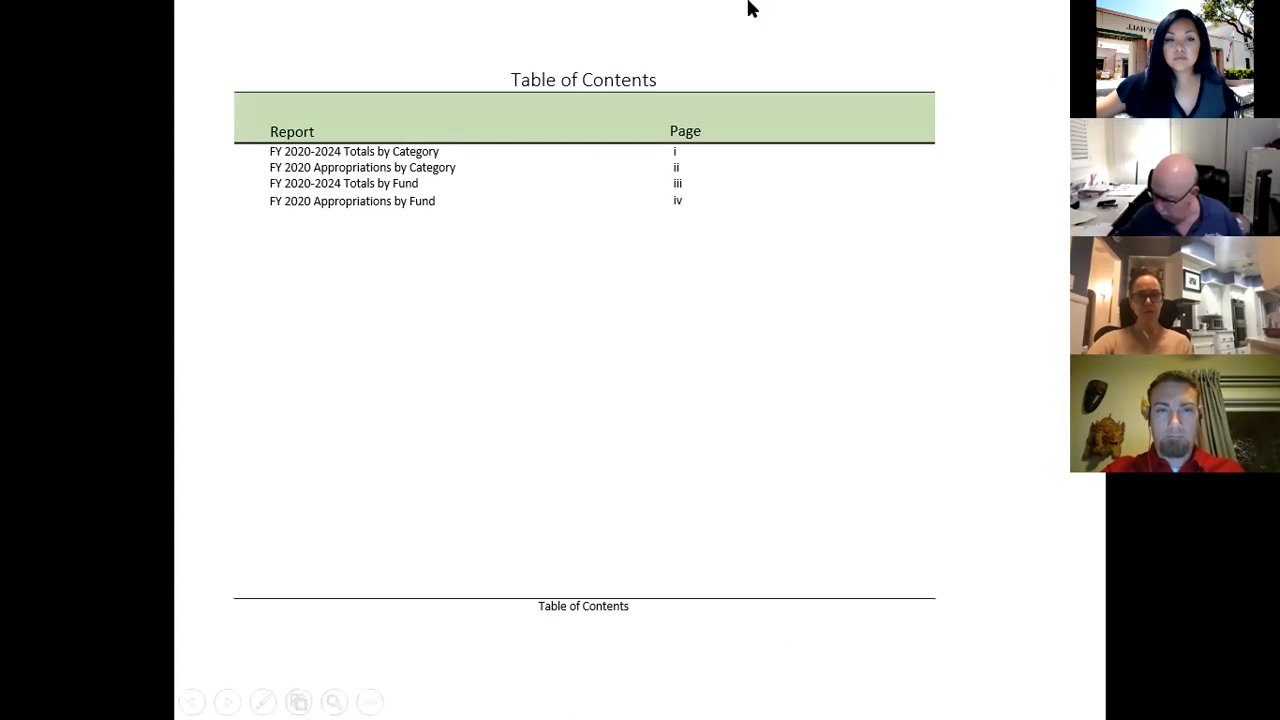 Table of Contents
Report Page
FY 2020-2024 Totals by Category i
FY 2020 Appropriations by Category ii
FY 2020-2024 Totals by Fund iii
FY 2020 Appropriations by Fund iv
Table of Contents